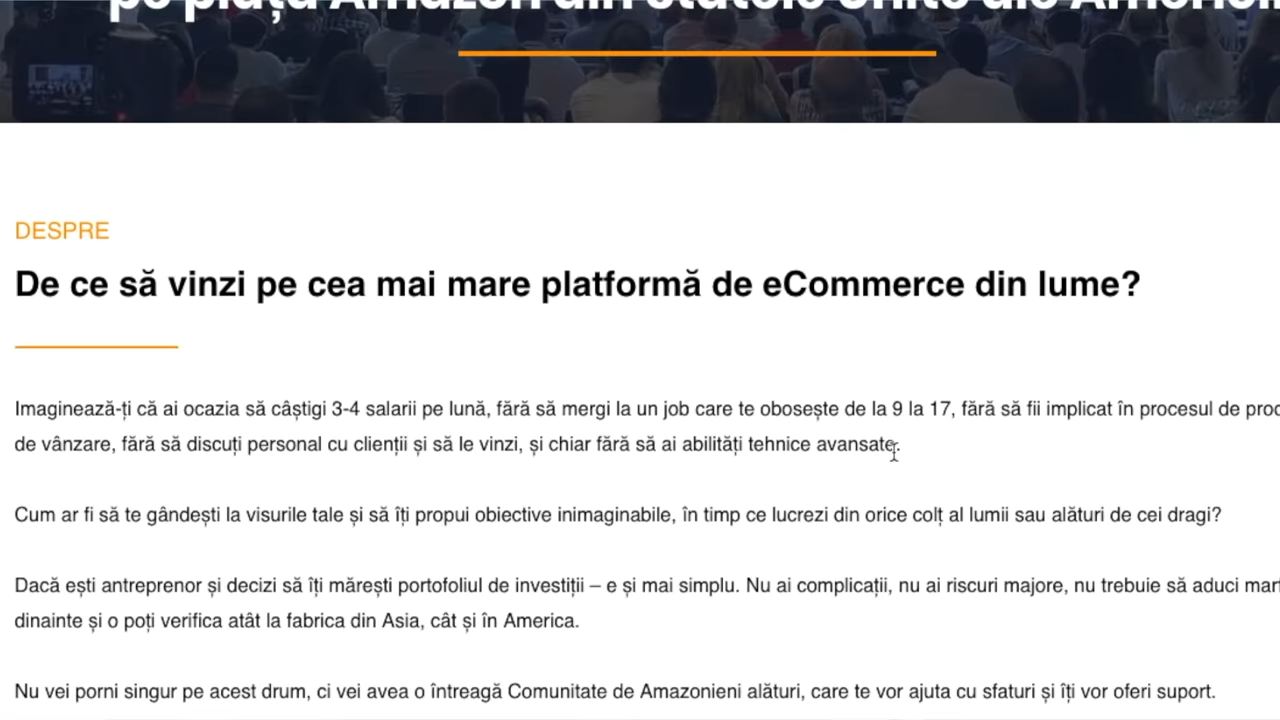 pe piața Amazon din Statele Unite ale Americii
DESPRE
De ce să vinzi pe cea mai mare platformă de eCommerce din lume?
Imaginează-ți că ai ocazia să câștigi 3-4 salarii pe lună, fără să mergi la un job care te obosește de la 9 la 17, fără să fii implicat în procesul de
de vânzare, fără să discuți personal cu clienții și să le vinzi, și chiar fără să ai abilități tehnice avansate.
Cum ar fi să te gândești la visurile tale și să îți propui obiective inimaginabile, în timp ce lucrezi din orice colț al lumii sau alături de cei dragi?
Dacă ești antreprenor și decizi să îți mărești portofoliul de investiții – e și mai simplu. Nu ai complicații, nu ai riscuri majore, nu trebuie să aduci
dinainte și o poți verifica atât la fabrica din Asia, cât și în America.
Nu vei porni singur pe acest drum, ci vei avea o întreagă Comunitate de Amazonieni alături, care te vor ajuta cu sfaturi și îți vor oferi suport.